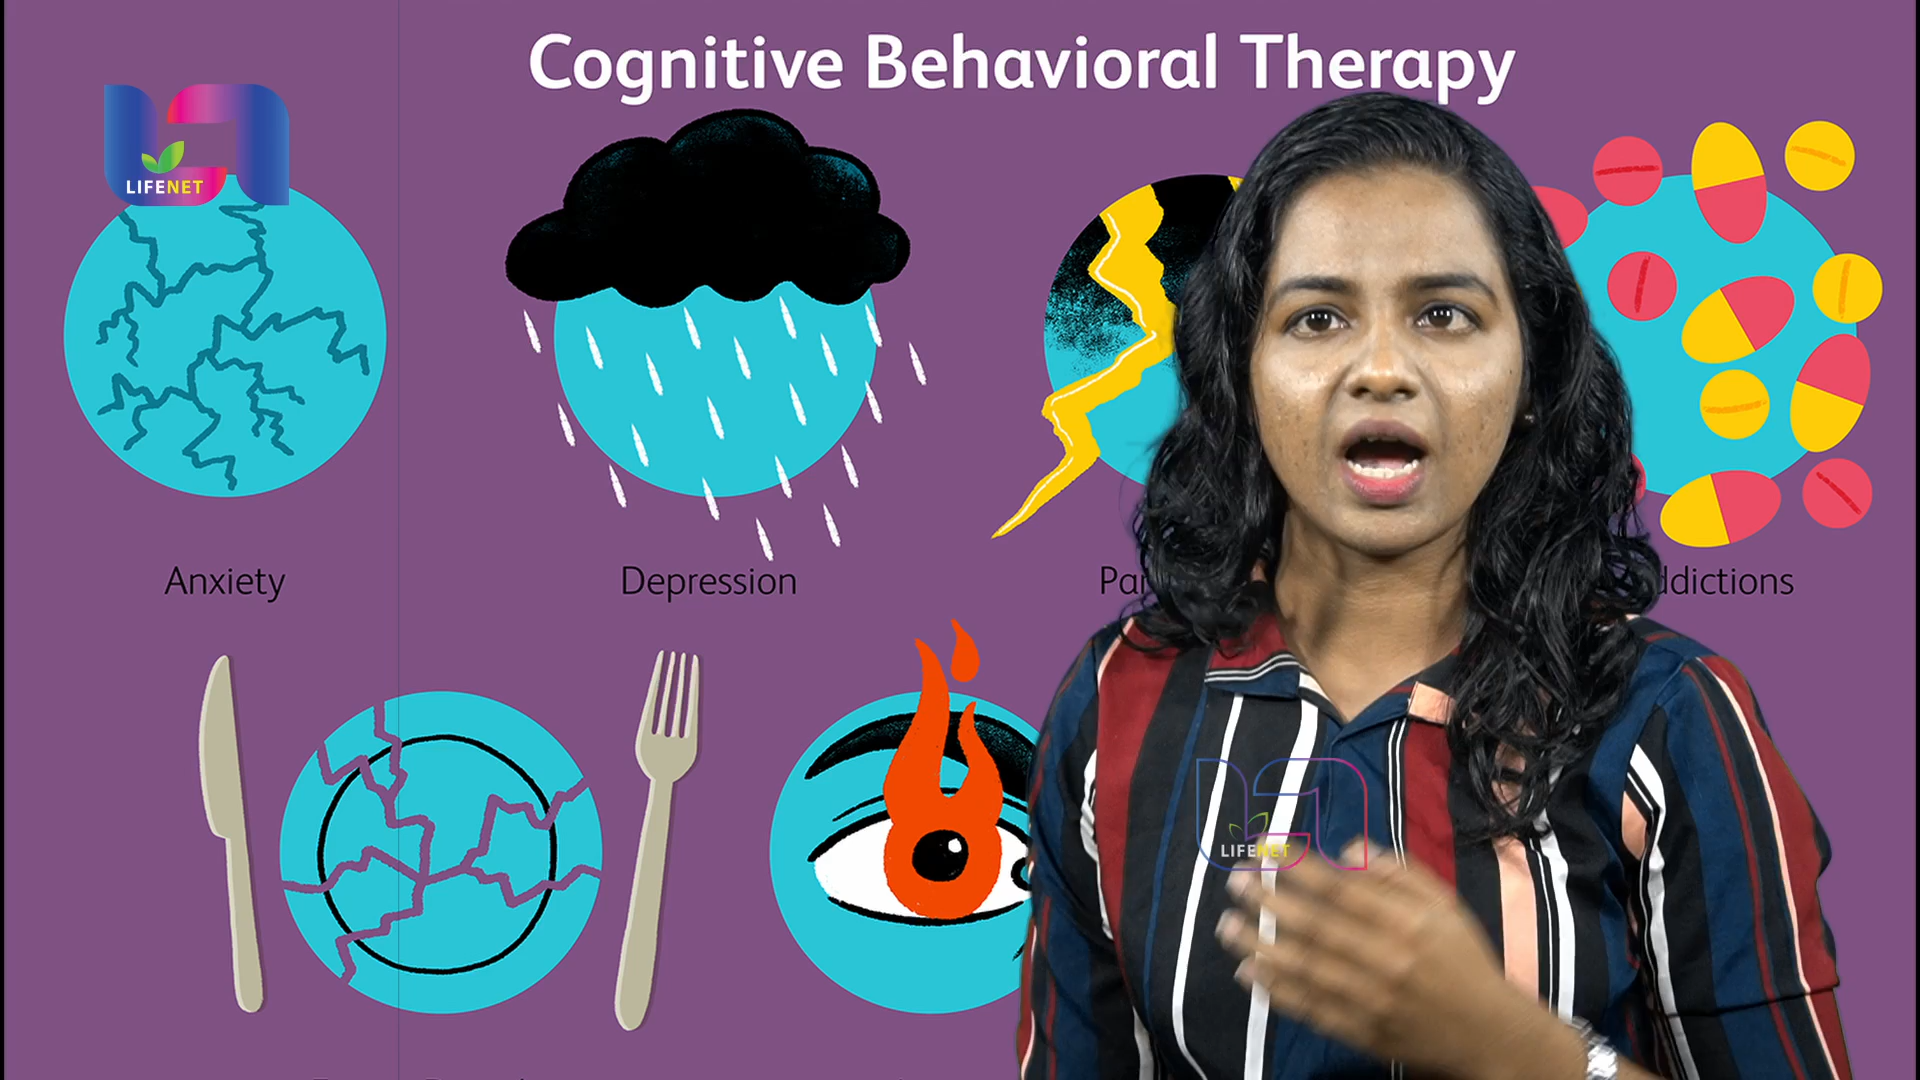 Cognitive Behavioral Therapy
LIFENET
Anxiety
Depression
LIFENET